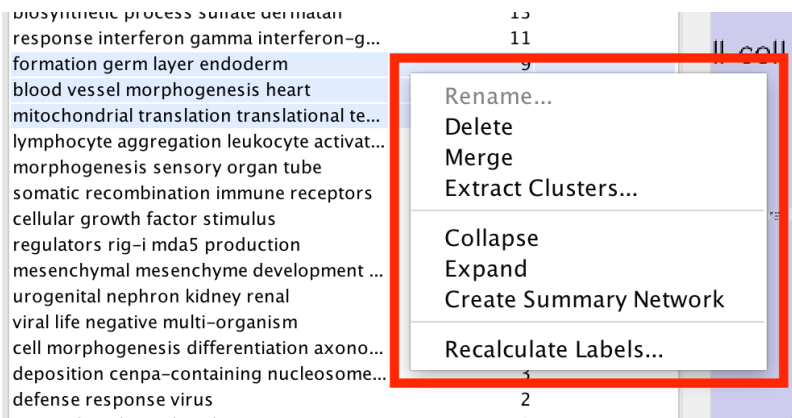 biosynthetic process sulfate dermatan 13
response interferon gamma interferon-g... 11
formation germ layer endoderm 9
blood vessel morphogenesis heart
mitochondrial translation translational te...
lymphocyte aggregation leukocyte activat...
morphogenesis sensory organ tube
somatic recombination immune receptors
cellular growth factor stimulus
regulators rig-i mda5 production
mesenchymal mesenchyme development ...
urogenital nephron kidney renal
viral life negative multi-organism
cell morphogenesis differentiation axono...
deposition cenpa-containing nucleosome... 3
defense response virus 2
Rename...
Delete
Merge
Extract Clusters...
Collapse
Expand
Create Summary Network
Recalculate Labels...
cell